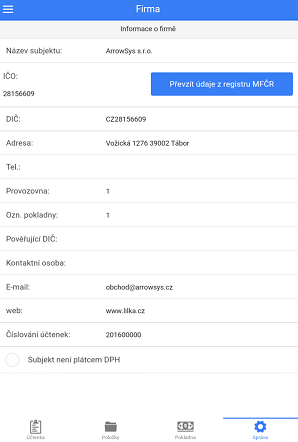 Firma
Informace o firmě
Název subjektu: ArrowSys s.r.o.
IČO:
28156609
Převzít údaje z registru MFČR
DIČ: CZ28156609
Adresa: Vožická 1276 39002 Tábor
Tel.:
Provozovna: 1
Ozn. pokladny: 1
Pověřující DIČ:
Kontaktní osoba:
E-mail: obchod@arrowsys.cz
web: www.lilka.cz
Číslování účtenek: 201600000
Subjekt není plátcem DPH
Účtenka Položky Pokladna Správa